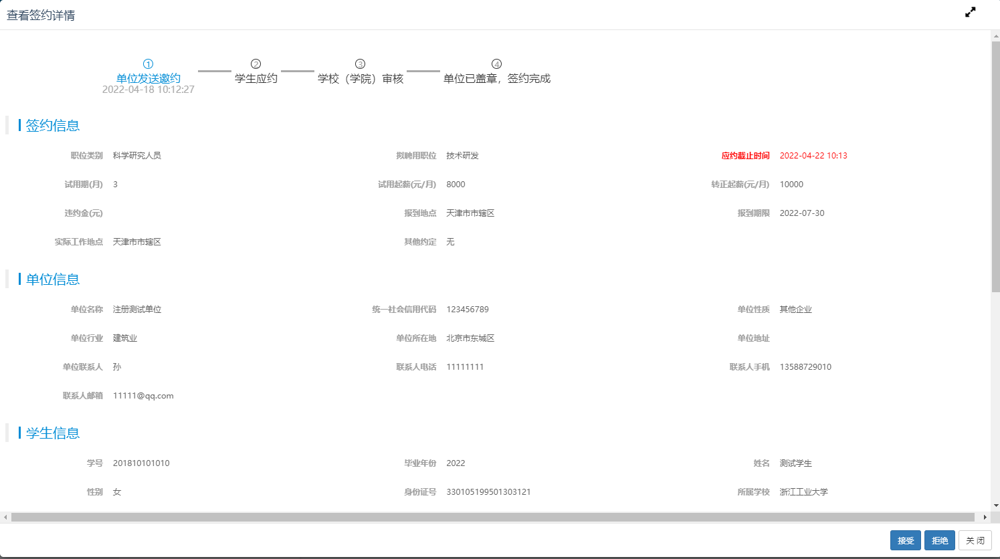 查看签约详情
① ② ③ ④
单位发送邀约 学生应约 学校（学院）审核 单位已盖章，签约完成
2022-04-18 10:12:27
签约信息
职位类别 科学研究人员 拟聘用职位 技术研发 应约截止时间 2022-04-22 10:13
试用期(月) 3 试用起薪(元/月) 8000 转正起薪(元/月) 10000
违约金(元) 报到地点 天津市市辖区 报到期限 2022-07-30
实际工作地点 天津市市辖区 其他约定 无
单位信息
单位名称 注册测试单位 统一社会信用代码 123456789 单位性质 其他企业
单位行业 建筑业 单位所在地 北京市东城区 单位地址
单位联系人 孙 联系人电话 11111111 联系人手机 13588729010
联系人邮箱 11111@qq.com
学生信息
学号 201810101010 毕业年份 2022 姓名 测试学生
性别 女 身份证号 330105199501303121 所属学校 浙江工业大学
接受 拒绝 关闭